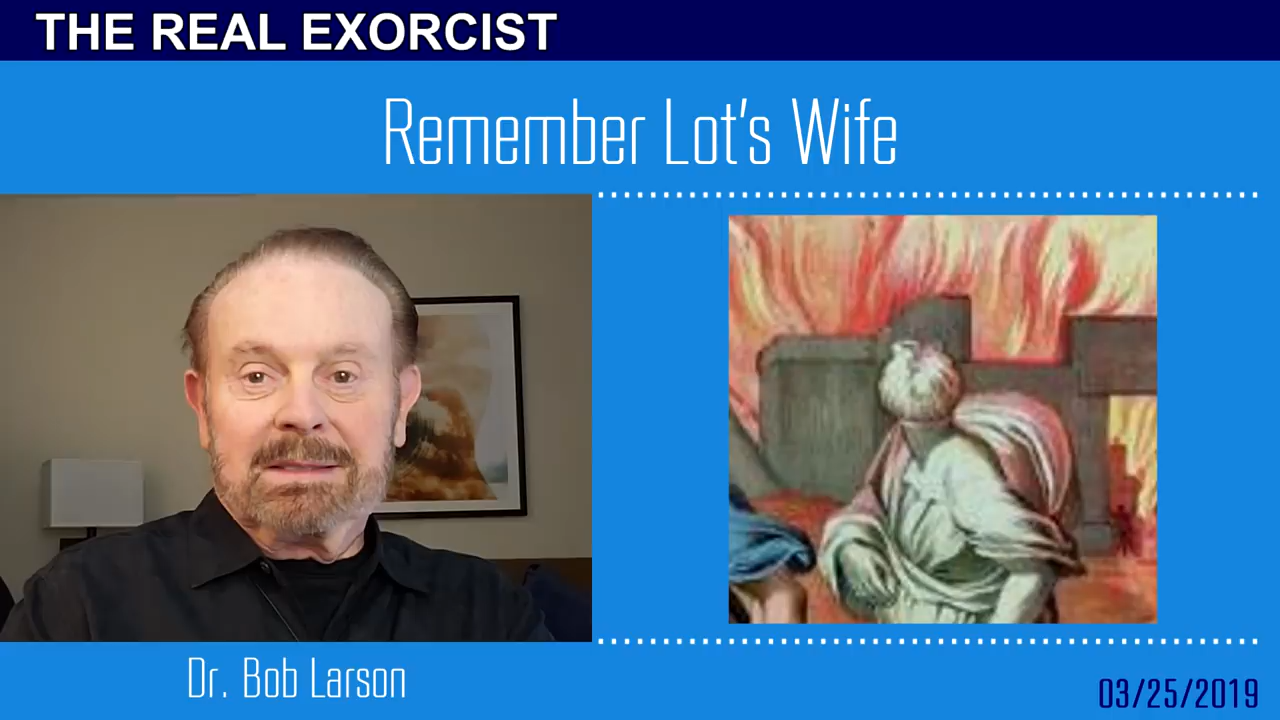 THE REAL EXORCIST
Remember Lot's Wife
Dr. Bob Larson
03/25/2019